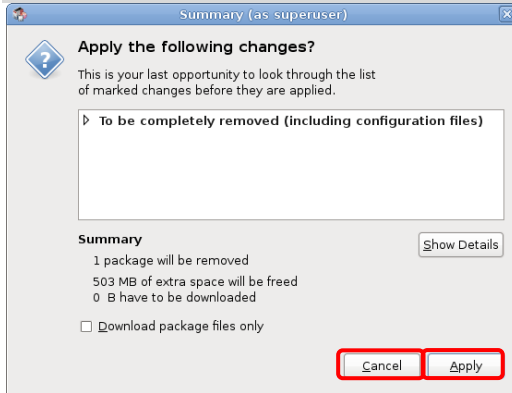 Summary (as superuser)
Apply the following changes?
This is your last opportunity to look through the list
of marked changes before they are applied.
To be completely removed (including configuration files)
Summary
Show Details
1 package will be removed
503 MB of extra space will be freed
0 B have to be downloaded
Download package files only
Cancel
Apply